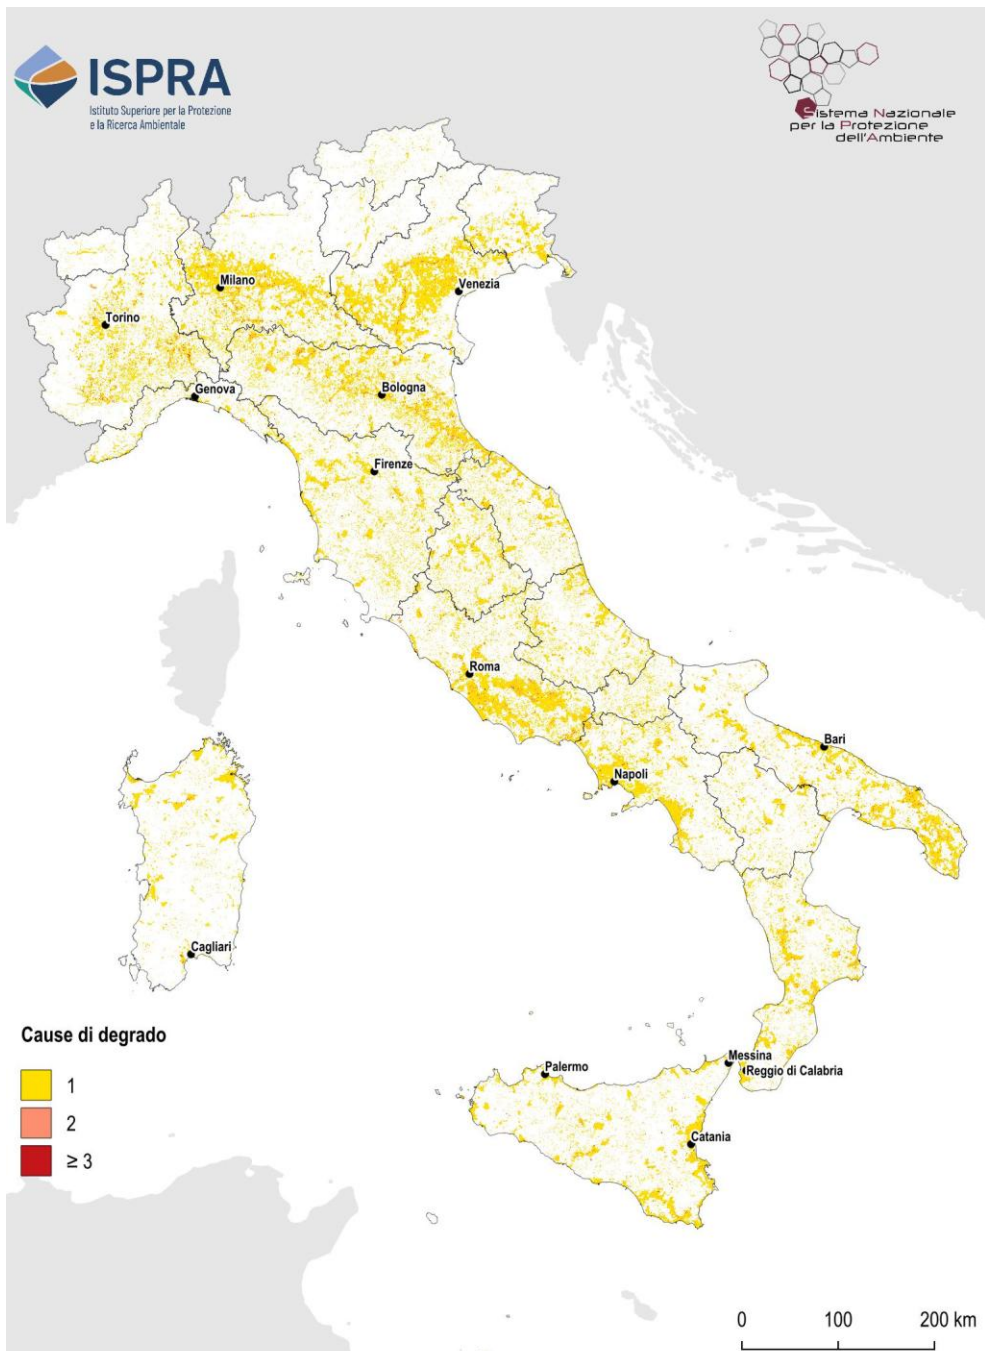 ISPRA
Istituto Superiore per la Protezione
e la Ricerca Ambientale
Sistema Nazionale
per la Protezione
dell'Ambiente
Milano
Venezia
Torino
Genova
Bologna
Firenze
Roma
Bari
Napoli
Cagliari
Cause di degrado
1
2
≥ 3
Palermo
Messina
Reggio di Calabria
Catania
0 100 200 km